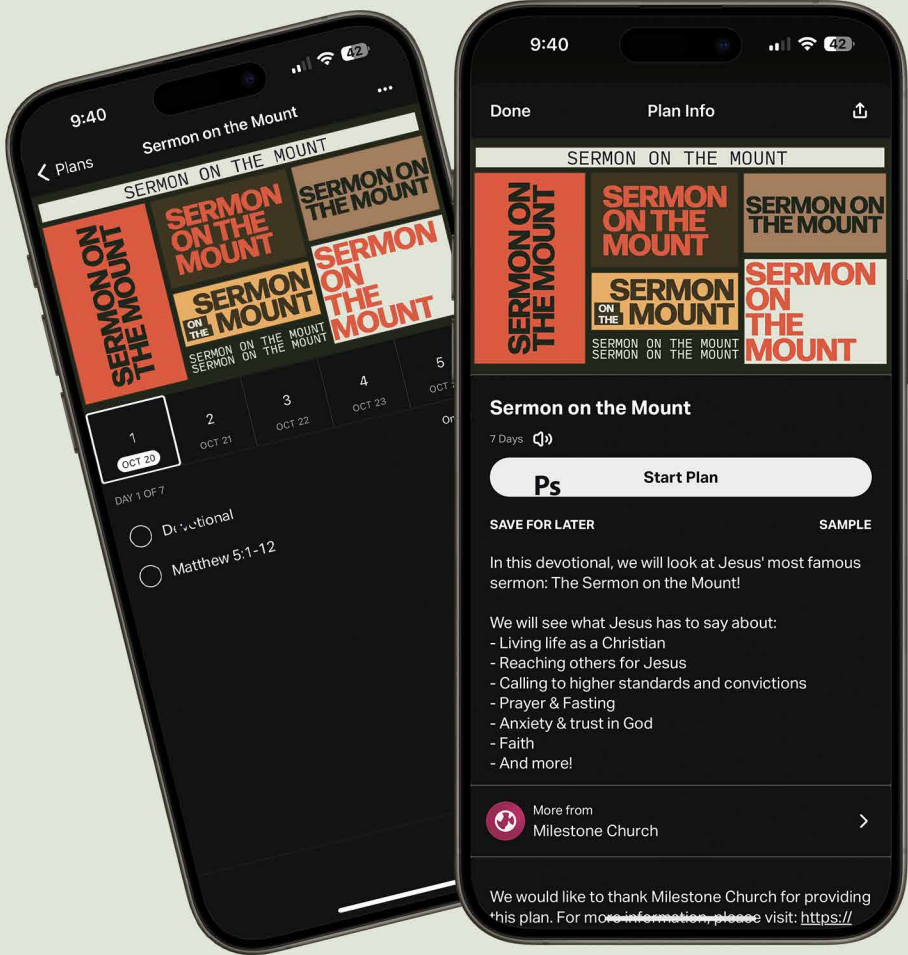 9:40
42
Plans
Sermon on the Mount
SERMON ON THE MOUNT
SERMON ON
THE MOUNT
SERMON
ON THE
MOUNT
SERMON ON
THE MOUNT
SERMON
ON THE MOUNT
SERMON
ON
THE
MOUNT
SERMON ON THE MOUNT
SERMON ON THE MOUNT
1
OCT 20
2
OCT 21
3
OCT 22
4
OCT 23
5
OCT
DAY 1 OF 7
Devotional
Matthew 5:1-12
9:40
42
Done
Plan Info
SERMON ON THE MOUNT
SERMON ON
THE MOUNT
SERMON
ON THE
MOUNT
SERMON ON
THE MOUNT
SERMON
ON THE MOUNT
SERMON
ON
THE
MOUNT
SERMON ON THE MOUNT
SERMON ON THE MOUNT
Sermon on the Mount
7 Days
Start Plan
Ps
SAVE FOR LATER
SAMPLE
In this devotional, we will look at Jesus' most famous
sermon: The Sermon on the Mount!
We will see what Jesus has to say about:
- Living life as a Christian
- Reaching others for Jesus
- Calling to higher standards and convictions
- Prayer & Fasting
- Anxiety & trust in God
- Faith
- And more!
More from
Milestone Church
We would like to thank Milestone Church for providing
this plan. For more information, please visit: https://